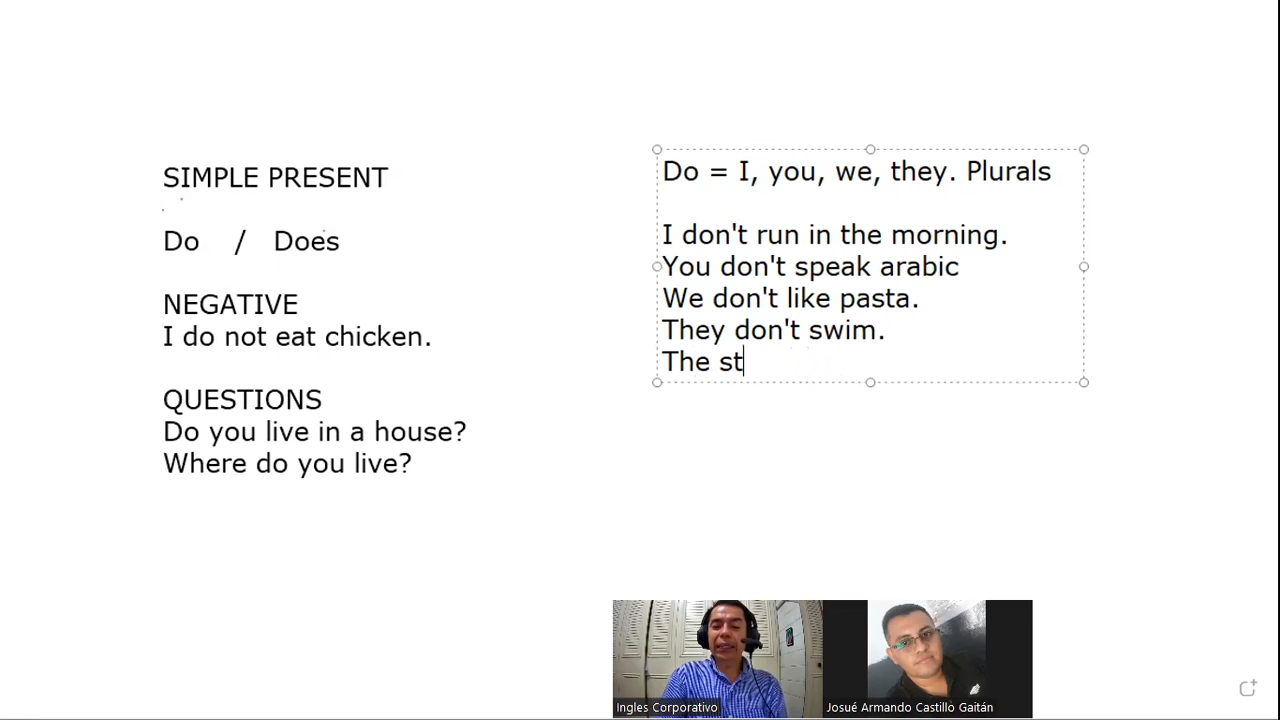 SIMPLE PRESENT
Do / Does
NEGATIVE
I do not eat chicken.
QUESTIONS
Do you live in a house?
Where do you live?
Do = I, you, we, they. Plurals
I don't run in the morning.
You don't speak arabic
We don't like pasta.
They don't swim.
The st
Ingles Corporativo
Josué Armando Castillo Gaitán